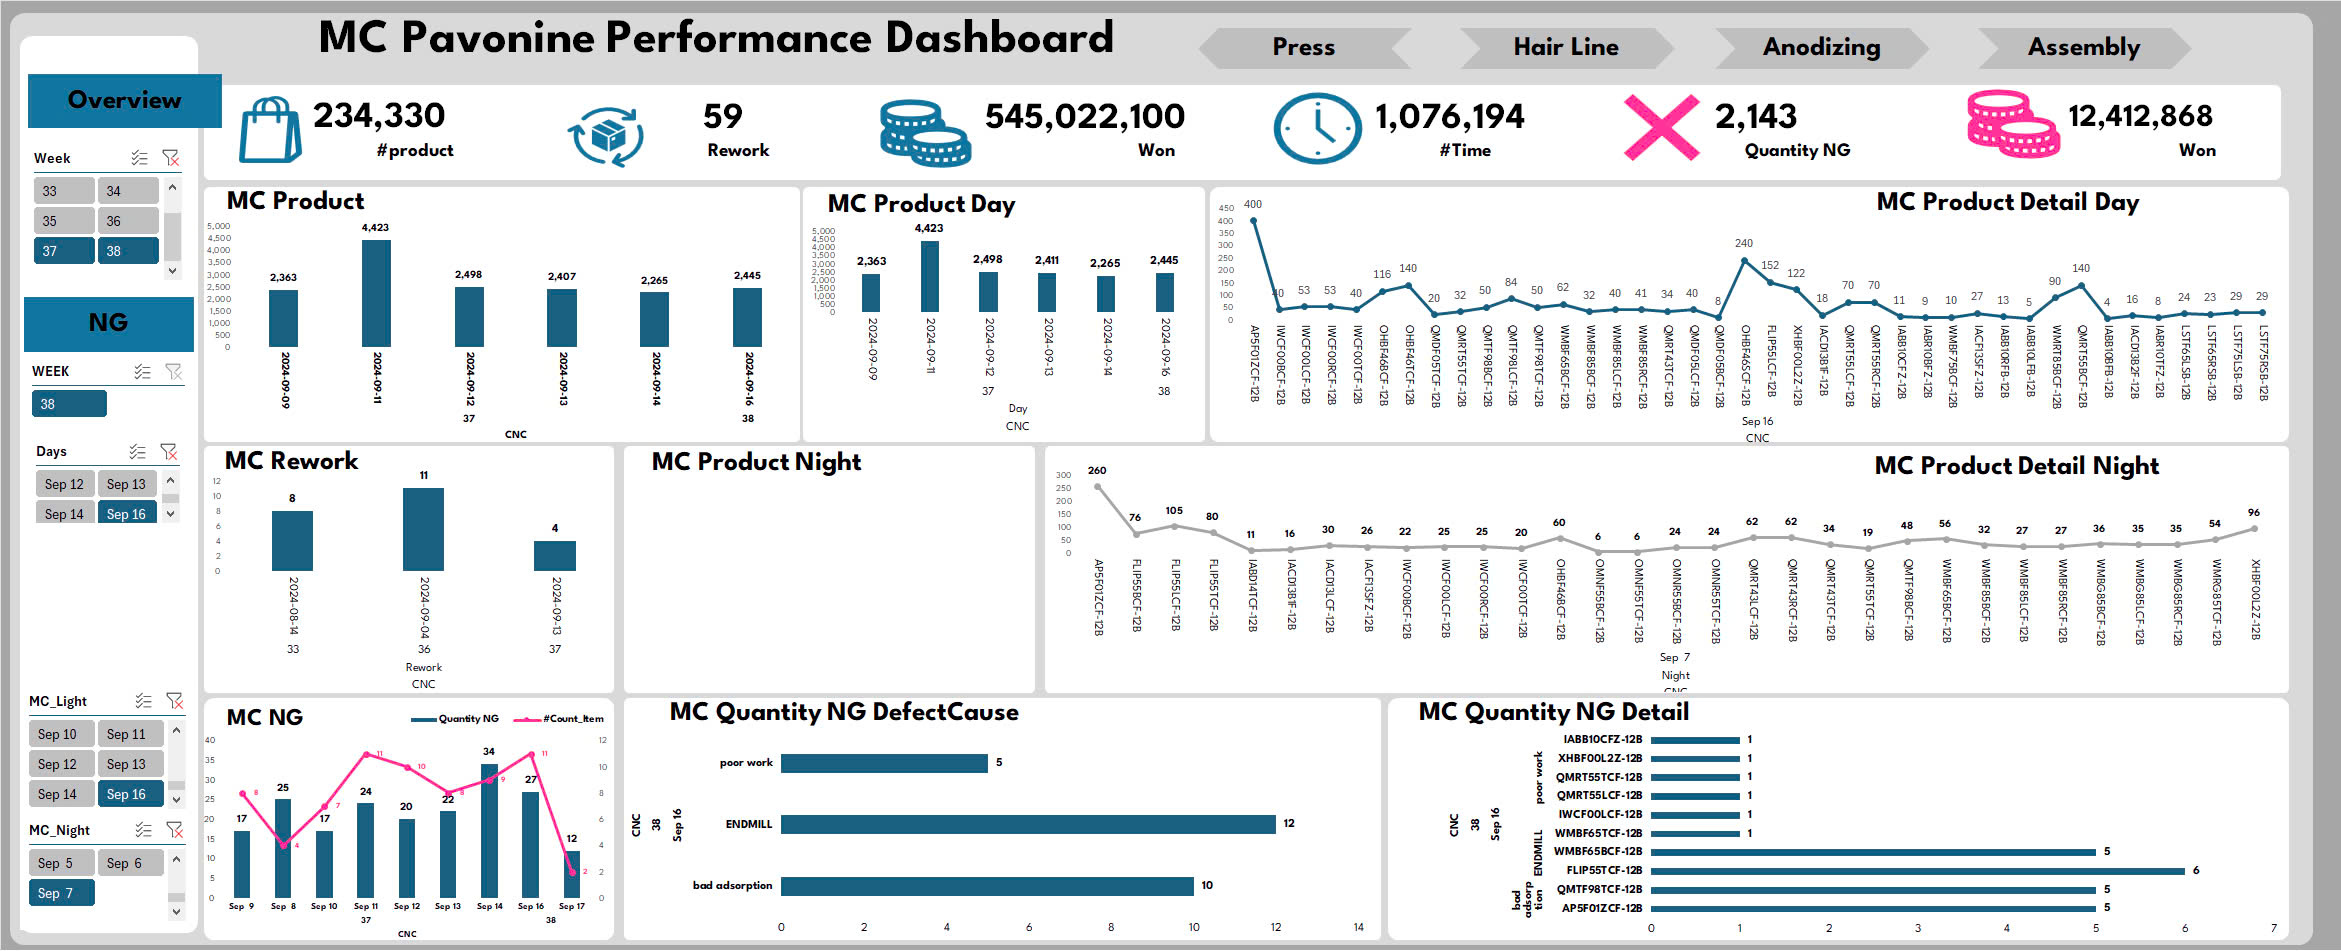 MC Pavonine Performance Dashboard
Press
Hair Line
Anodizing
Assembly
Overview
234,330
#product
59
Rework
545,022,100
Won
1,076,194
#Time
2,143
Quantity NG
12,412,868
Won
Week
33 34
35 36
37 38
NG
WEEK
38
Days
Sep 12 Sep 13
Sep 14 Sep 16
MC_Light
Sep 10 Sep 11
Sep 12 Sep 13
Sep 14 Sep 16
MC_Night
Sep 5 Sep 6
Sep 7
MC Product
5,000
4,500
4,000
3,500
3,000
2,500
2,000
1,500
1,000
500
0
2,363 4,423 2,498 2,407 2,265 2,445
2024-09-09 2024-09-11 2024-09-12 2024-09-13 2024-09-14 2024-09-16
37 38
CNC
MC Product Day
5,000
4,500
4,000
3,500
3,000
2,500
2,000
1,500
1,000
500
0
2,363 4,423 2,498 2,411 2,265 2,445
2024-09-09 2024-09-11 2024-09-12 2024-09-13 2024-09-14 2024-09-16
37 38
Day
CNC
MC Product Detail Day
450
400
350
300
250
200
150
100
50
0
400 40 53 53 40 116 140 20 32 50 84 50 62 32 40 41 34 40 8 240 152 122 18 70 70 11 9 10 27 13 5 90 140 4 16 8 24 23 29 29
AP5F01ZCF-12B
IWCF00BCF-12B
IWCF00LCF-12B
IWCF00RCF-12B
IWCF00TCF-12B
OHBF46BCF-12B
OHBF46TCF-12B
QMDF05TCF-12B
QMRT55TCF-12B
QMTF98BCF-12B
QMTF98LCF-12B
QMTF98TCF-12B
WMBF65BCF-12B
WMBF85BCF-12B
WMBF85LCF-12B
WMBF85RCF-12B
QMRT43TCF-12B
QMDF05LCF-12B
QMDF05BCF-12B
OHBF46SCF-12B
FLIP55LCF-12B
XHBF00L2Z-12B
IACD13B1F-12B
QMRT55LCF-12B
QMRT55RCF-12B
IABB10CFZ-12B
IABR10BFZ-12B
WMBF75BCF-12B
IACF13SFZ-12B
IABB10RFB-12B
IABB10LFB-12B
WMRT85BCF-12B
QMRT55BCF-12B
IABB10BFB-12B
IACD13B2F-12B
IABR10TFZ-12B
LSTF65LSB-12B
LSTF65RSB-12B
LSTF75LSB-12B
LSTF75RSB-12B
Sep 16
CNC
MC Rework
12
10
8
6
4
2
0
8 11 4
2024-08-14 2024-09-04 2024-09-13
33 36 37
Rework
CNC
MC Product Night
MC Product Detail Night
300
250
200
150
100
50
0
260 76 105 80 11 16 30 26 22 25 25 20 60 6 6 24 24 62 62 34 19 48 56 32 27 27 36 35 35 54 96
AP5F01ZCF-12B
FLIP55BCF-12B
FLIP55LCF-12B
FLIP55TCF-12B
IABD14TCF-12B
IACD13B1F-12B
IACD13LCF-12B
IACF13SFZ-12B
IWCF00BCF-12B
IWCF00LCF-12B
IWCF00RCF-12B
IWCF00TCF-12B
OHBF46BCF-12B
OMNF55BCF-12B
OMNF55TCF-12B
OMNR55BCF-12B
OMNR55TCF-12B
QMRT43LCF-12B
QMRT43RCF-12B
QMRT43TCF-12B
QMRT55TCF-12B
QMTF98BCF-12B
WMBF65BCF-12B
WMBF85BCF-12B
WMBF85LCF-12B
WMBF85RCF-12B
WMBG85BCF-12B
WMBG85LCF-12B
WMBG85RCF-12B
WMRG85TCF-12B
XHBF00L2Z-12B
Sep 7
Night
CNC
MC NG
Quantity NG #Count_Item
40
35
30
25
20
15
10
5
0
12
10
8
6
4
2
0
17 25 17 24 20 22 34 27 12
8 4 7 11 10 8 9 11 2
Sep 9 Sep 8 Sep 10 Sep 11 Sep 12 Sep 13 Sep 14 Sep 16 Sep 17
37 38
CNC
MC Quantity NG DefectCause
CNC
38
Sep 16
poor work 5
ENDMILL 12
bad adsorption 10
0 2 4 6 8 10 12 14
MC Quantity NG Detail
CNC
38
Sep 16
poor work
ENDMILL
bad adsorp tion
IABB10CFZ-12B 1
XHBF00L2Z-12B 1
QMRT55TCF-12B 1
QMRT55LCF-12B 1
IWCF00LCF-12B 1
WMBF65TCF-12B 1
WMBF65BCF-12B 5
FLIP55TCF-12B 6
QMTF98TCF-12B 5
AP5F01ZCF-12B 5
0 1 2 3 4 5 6 7